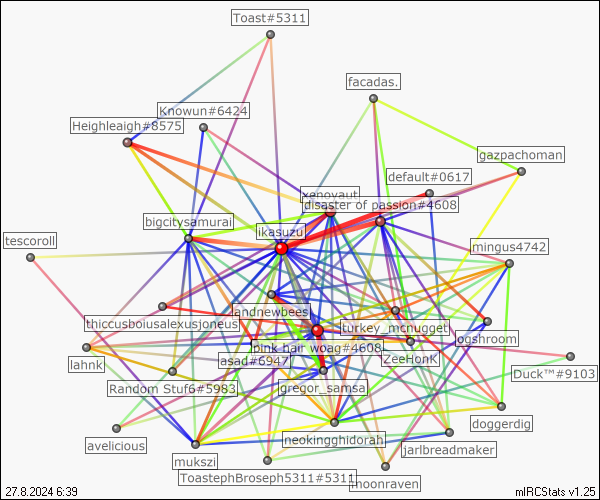 Toast#5311
facadas.
Knowun#6424
Heighleaigh#8575
gazpachoman
default#0617
xenovaut
disaster of passion#4608
bigcitysamurai
ikasuzu
tescoroll
mingus4742
landnewbees
thiccusboiusalexusjoneus
turkey_mcnugget
ogshroom
pink hair woag#4608
asad#6947
ZeeHonK
lahnk
Duck™#9103
Random Stuf6#5983
gregor_samsa
doggerdig
neokingghidorah
avelicious
jarlbreadmaker
mukszi
ToastephBroseph5311#5311
moonraven
27.8.2024 6:39
mIRCStats v1.25